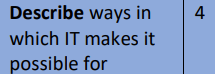 Describe ways in 4
which IT makes it
possible for